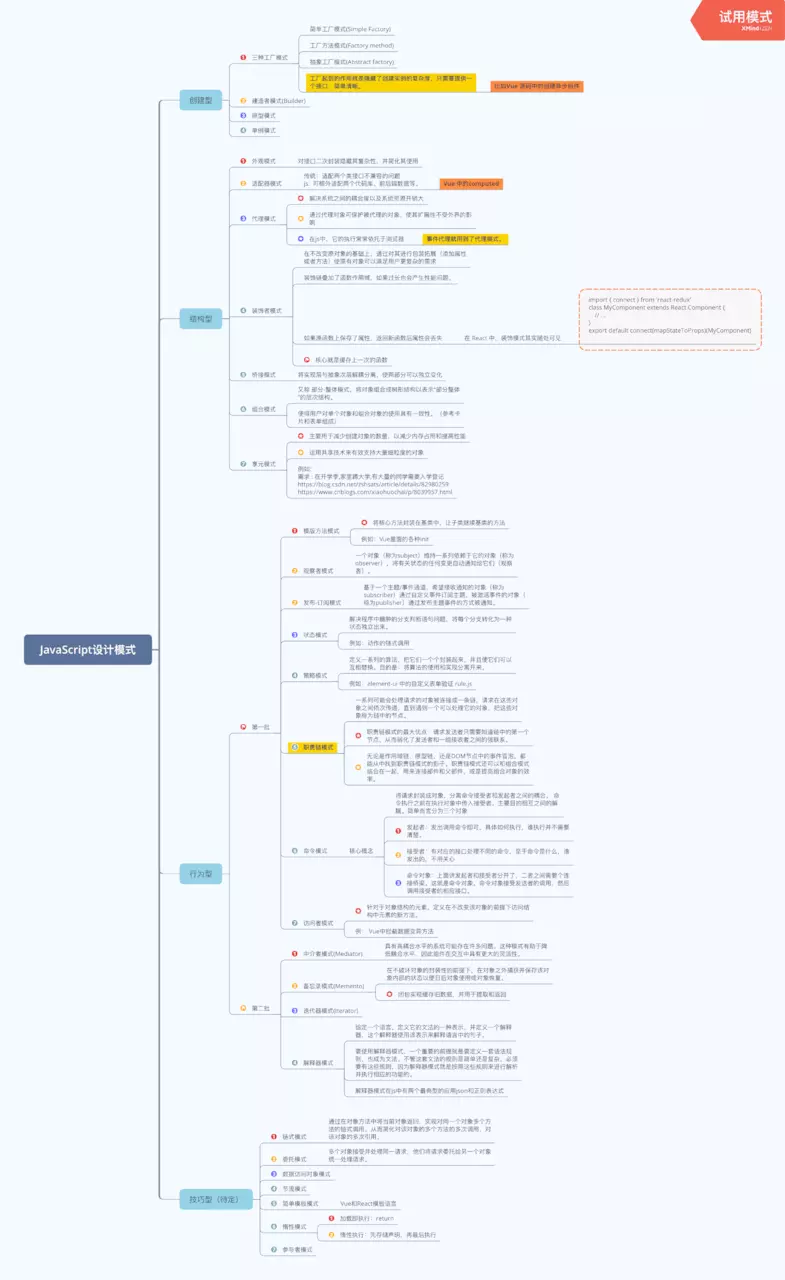 试用模式
XMind:ZEN
简单工厂模式(Simple Factory)
工厂方法模式(Factory method)
三种工厂模式
抽象工厂模式(Abstract factory)
工厂起到的作用就是隐藏了创建实例的复杂度，只需要提供一
个接口，简单清晰。
比如Vue 源码中的创建异步组件
创建型
建造者模式(Builder)
原型模式
单例模式
外观模式
对接口二次封装隐藏其复杂性，并简化其使用
适配器模式
传统：适配两个类接口不兼容的问题
js: 可额外适配两个代码库、前后端数据等。
Vue 中的computed
解决系统之间的耦合度以及系统资源开销大
代理模式
通过代理对象可保护被代理的对象，使其扩展性不受外界的影
响
在js中，它的执行常常依托于浏览器
事件代理就用到了代理模式。
在不改变原对象的基础上，通过对其进行包装拓展（添加属性
或者方法）使原有对象可以满足用户更复杂的需求
装饰链叠加了函数作用域，如果过长也会产生性能问题。
装饰者模式
如果原函数上保存了属性，返回新函数后属性会丢失
在 React 中，装饰模式其实随处可见
import { connect } from 'react-redux'
class MyComponent extends React.Component {
// ...
}
export default connect(mapStateToProps)(MyComponent)
核心就是缓存上一次的函数
结构型
桥接模式
将实现层与抽象次层解耦分离，使两部分可以独立变化
组合模式
又称 部分-整体模式，将对象组合成树形结构以表示“部分整体
”的层次结构。
使得用户对单个对象和组合对象的使用具有一致性。（参考卡
片和表单组成）
主要用于减少创建对象的数量，以减少内存占用和提高性能
运用共享技术来有效支持大量细粒度的对象
享元模式
例如：
需求：在开学季,家里蹲大学,有大量的同学需要入学登记
https://blog.csdn.net/hhsats/article/details/82980259
https://www.cnblogs.com/xiaohuochai/p/8039957.html
模版方法模式
将核心方法封装在基类中，让子类继承基类的方法
例如：Vue里面的各种init
观察者模式
一个对象（称为subject）维持一系列依赖于它的对象（称为
observer），将有关状态的任何变更自动通知给它们（观察
者）。
发布-订阅模式
基于一个主题/事件通道，希望接收通知的对象（称为
subscriber）通过自定义事件订阅主题，被激活事件的对象（
称为publisher）通过发布主题事件的方式被通知。
状态模式
解决程序中臃肿的分支判断语句问题，将每个分支转化为一种
状态独立出来。
例如：动作的链式调用
JavaScript设计模式
策略模式
定义一系列的算法，把它们一个个封装起来，并且使它们可以
互相替换。目的是：将算法的使用和实现分离开来。
例如：element-ui 中的自定义表单验证 rule.js
第一批
职责链模式
一系列可能会处理请求的对象被连接成一条链，请求在这些对
象之间依次传递，直到遇到一个可以处理它的对象，把这些对
象称为链中的节点。
职责链模式的最大优点：请求发送者只需要知道链中的第一个
节点，从而弱化了发送者和一组接收者之间的强联系。
无论是作用域链、原型链，还是DOM节点中的事件冒泡，都
能从中找到职责链模式的影子。职责链模式还可以和组合模式
结合在一起，用来连接部件和父部件，或是提高组合对象的效
率。
命令模式
核心概念
将请求封装成对象，分离命令接受者和发起者之间的耦合。 命
令执行之前在执行对象中传入接受者。主要目的相互之间的解
耦。简单而言分为三个对象
发起者：发出调用命令即可，具体如何执行，谁执行并不需要
清楚。
接受者：有对应的接口处理不同的命令，至于命令是什么，谁
发出的，不用关心
命令对象：上面讲发起者和接受者分开了，二者之间需要个连
接桥梁。这就是命令对象。命令对象接受发送者的调用，然后
调用接受者的相应接口。
行为型
访问者模式
针对于对象结构的元素，定义在不改变该对象的前提下访问结
构中元素的新方法。
例：Vue中拦截数据变异方法
中介者模式(Mediator)
具有高耦合水平的系统可能存在许多问题。这种模式有助于降
低耦合水平，因此组件在交互中具有更大的灵活性。
备忘录模式(Memento)
在不破坏对象的封装性的前提下，在对象之外捕获并保存该对
象内部的状态以便日后对象使用或对象恢复。
闭包实现缓存旧数据，并用于提取和返回
第二批
迭代器模式(Iterator)
解释器模式
给定一个语言，定义它的文法的一种表示，并定义一个解释
器，这个解释器使用该表示来解释语言中的句子。
要使用解释器模式，一个重要的前提就是要定义一套语法规
则，也成为文法。不管这套文法的规则是简单还是复杂，必须
要有这些规则，因为解释器模式就是按照这些规则来进行解析
并执行相应的功能的。
解释器模式在js中有两个最典型的应用json和正则表达式
链式模式
通过在对象方法中将当前对象返回，实现对同一个对象多个方
法的链式调用。从而简化对该对象的多个方法的多次调用，对
该对象的多次引用。
委托模式
多个对象接受并处理同一请求，他们将请求委托给另一个对象
统一处理请求。
数据访问对象模式
技巧型（待定）
节流模式
简单模板模式
Vue和React模板语言
惰性模式
加载即执行：return
惰性执行：先存储声明，再最后执行
参与者模式